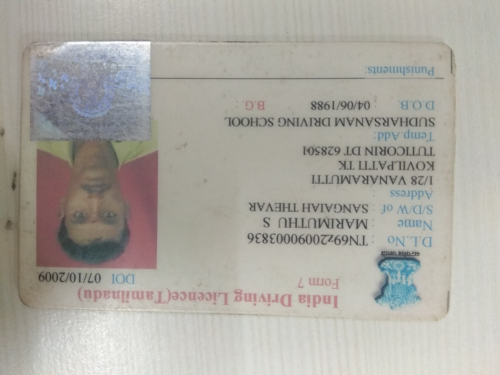 India Driving Licence(Tamilnadu)
Form 7
DOI 07/10/2009
D.L.No : TN69z20090003836
Name : MARIMUTHU S
S/D/W of : SANGAIAH THEVAR
Address
1/28 VANARAMUTTI
KOVILPATTI TK
TUTICORIN DT 628501
Temp.Add:
SUDHARSANAM DRIVING SCHOOL
D.O.B : 04/06/1988 B.G :
Punishments: